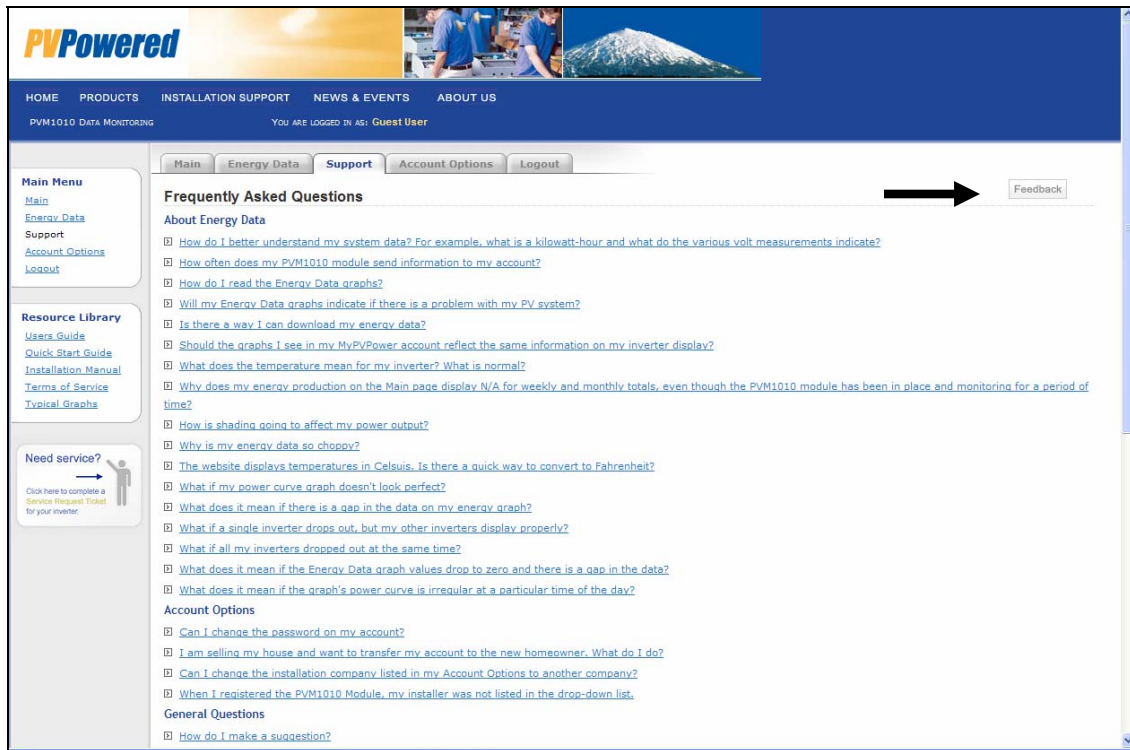 PVPowered
HOME PRODUCTS INSTALLATION SUPPORT NEWS & EVENTS ABOUT US
PVM1010 DATA MONITORING YOU ARE LOGGED IN AS: Guest User
Main Energy Data Support Account Options Logout
Main Menu
Main
Energy Data
Support
Account Options
Logout
Resource Library
Users Guide
Quick Start Guide
Installation Manual
Terms of Service
Typical Graphs
Need service?
Click here to complete a
Service Request Ticket
for your inverter.
Frequently Asked Questions
Feedback
About Energy Data
How do I better understand my system data? For example, what is a kilowatt-hour and what do the various volt measurements indicate?
How often does my PVM1010 module send information to my account?
How do I read the Energy Data graphs?
Will my Energy Data graphs indicate if there is a problem with my PV system?
Is there a way I can download my energy data?
Should the graphs I see in my MyPVPower account reflect the same information on my inverter display?
What does the temperature mean for my inverter? What is normal?
Why does my energy production on the Main page display N/A for weekly and monthly totals, even though the PVM1010 module has been in place and monitoring for a period of
time?
How is shading going to affect my power output?
Why is my energy data so choppy?
The website displays temperatures in Celsuis. Is there a quick way to convert to Fahrenheit?
What if my power curve graph doesn't look perfect?
What does it mean if there is a gap in the data on my energy graph?
What if a single inverter drops out, but my other inverters display properly?
What if all my inverters dropped out at the same time?
What does it mean if the Energy Data graph values drop to zero and there is a gap in the data?
What does it mean if the graph's power curve is irregular at a particular time of the day?
Account Options
Can I change the password on my account?
I am selling my house and want to transfer my account to the new homeowner. What do I do?
Can I change the installation company listed in my Account Options to another company?
When I registered the PVM1010 Module, my installer was not listed in the drop-down list.
General Questions
How do I make a suggestion?